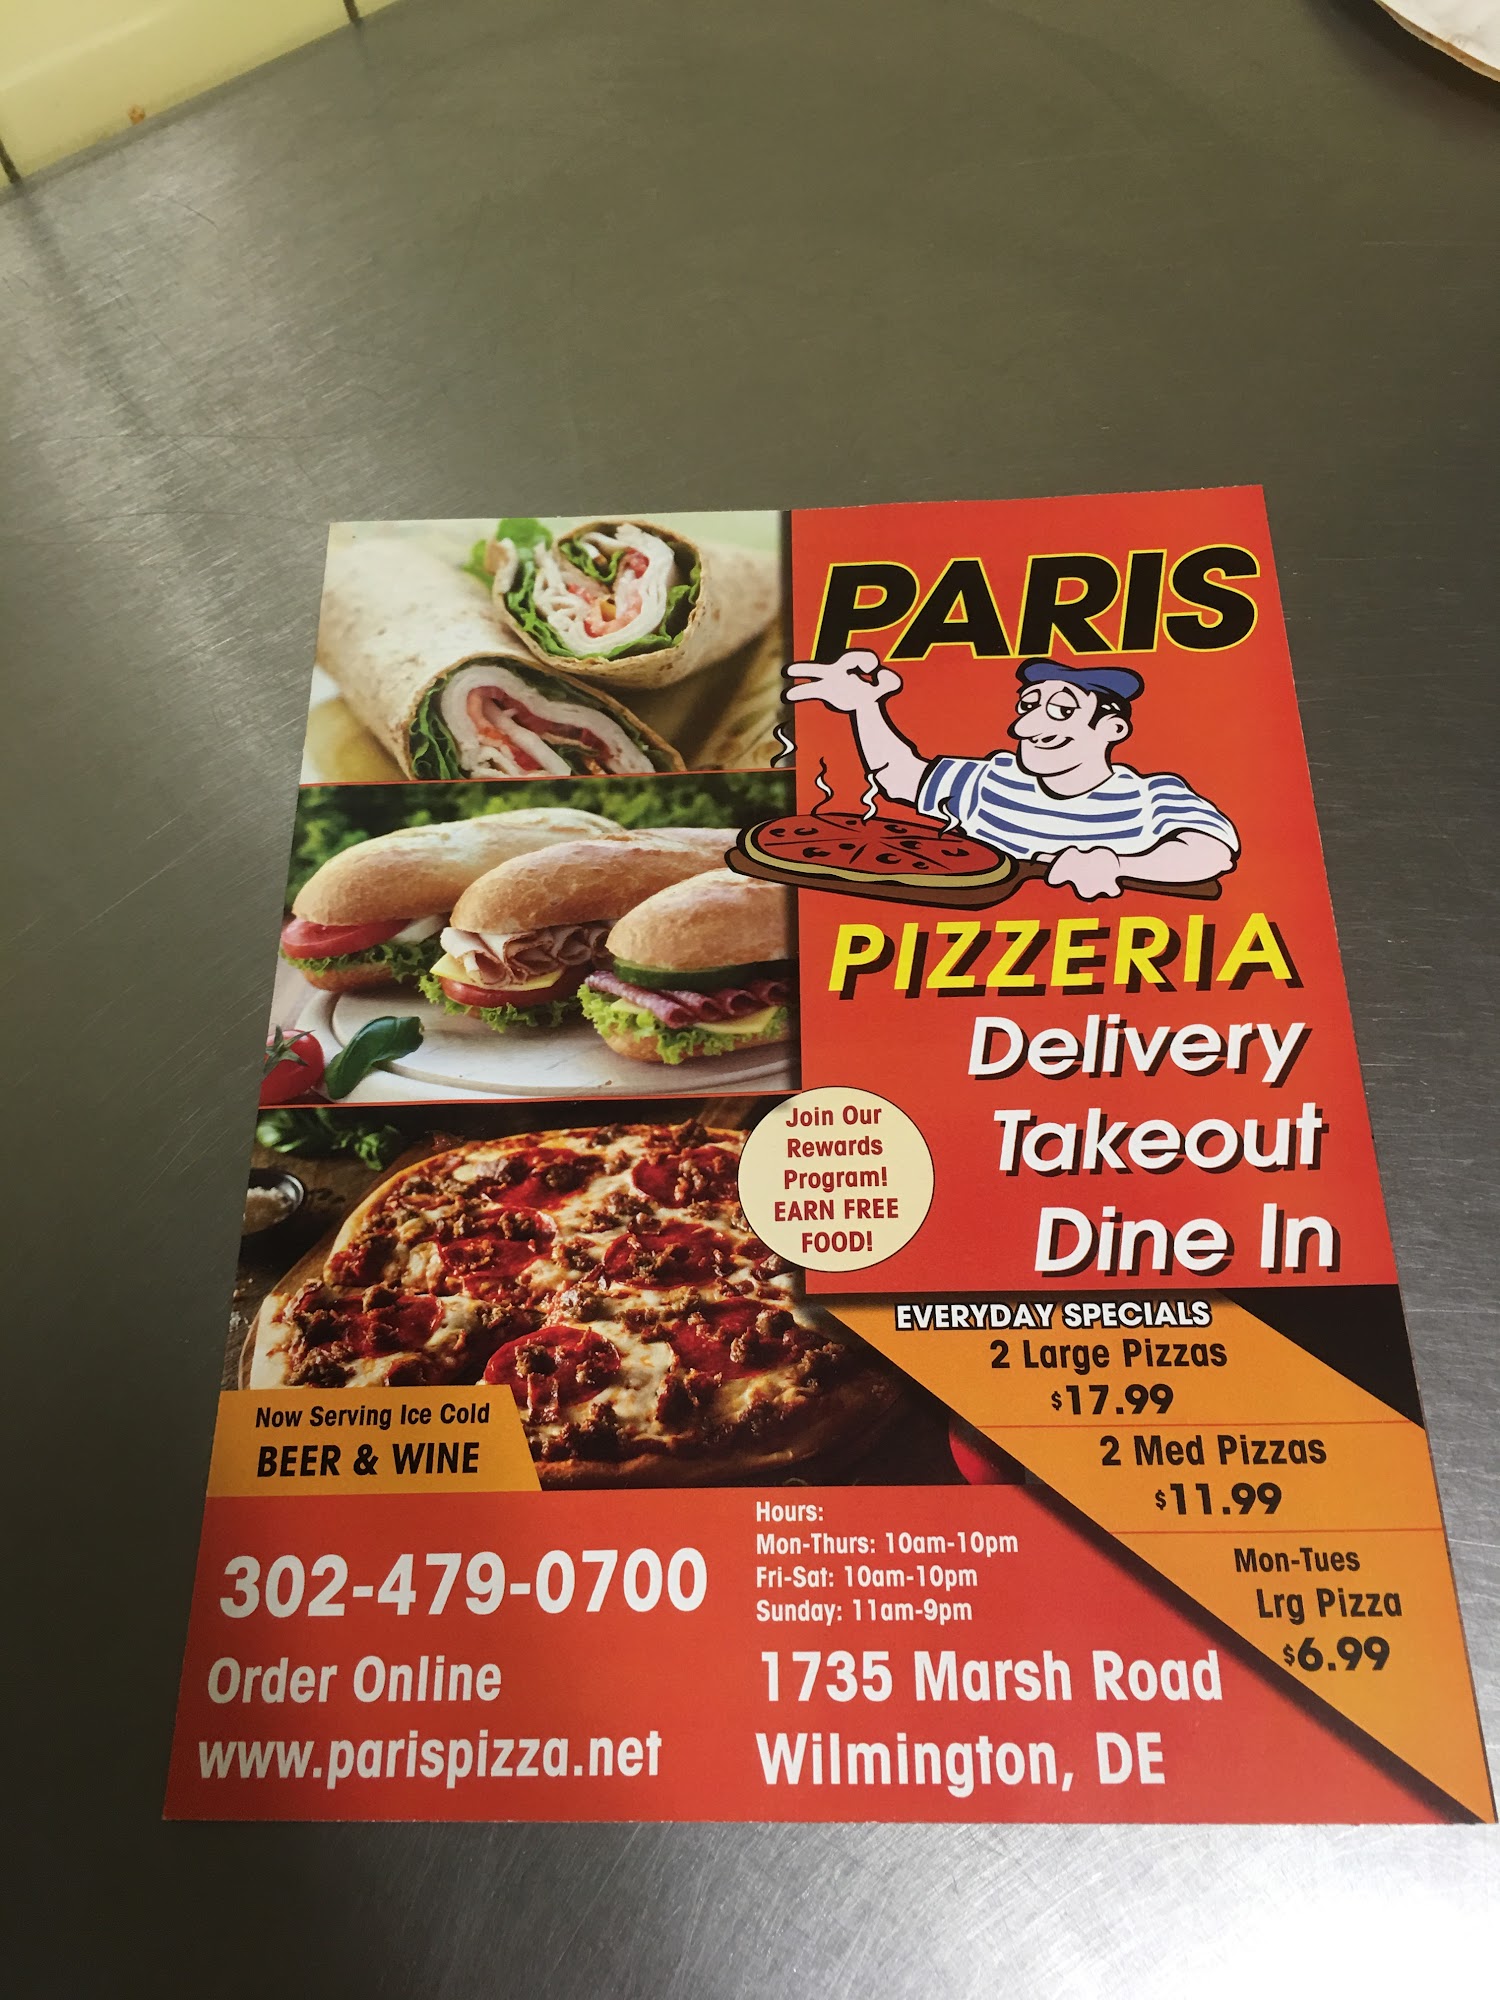 PARIS
PIZZERIA
Delivery
Takeout
Dine In
Join Our
Rewards
Program!
EARN FREE
FOOD!
EVERYDAY SPECIALS
2 Large Pizzas
$17.99
2 Med Pizzas
$11.99
Mon-Tues
Lrg Pizza
$6.99
Now Serving Ice Cold
BEER & WINE
302-479-0700
Order Online
www.parispizza.net
Hours:
Mon-Thurs: 10am-10pm
Fri-Sat: 10am-10pm
Sunday: 11am-9pm
1735 Marsh Road
Wilmington, DE